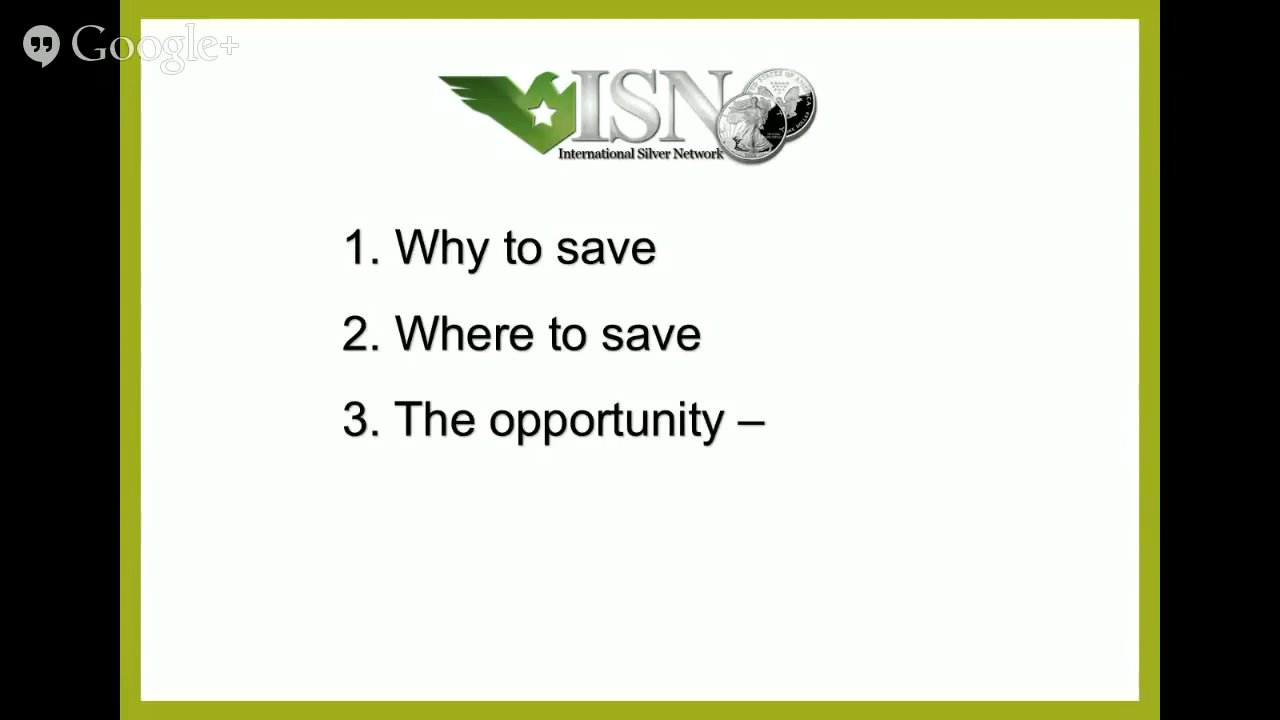 Google+
ISN
International Silver Network
1. Why to save
2. Where to save
3. The opportunity –